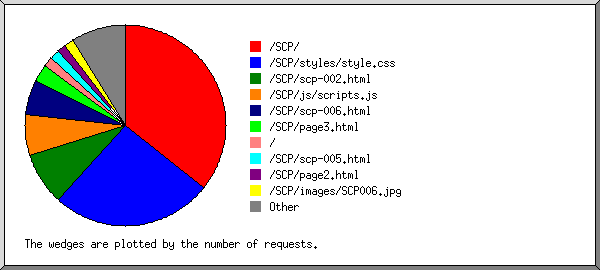 /SCP/
/SCP/styles/style.css
/SCP/scp-002.html
/SCP/js/scripts.js
/SCP/scp-006.html
/SCP/page3.html
/
/SCP/scp-005.html
/SCP/page2.html
/SCP/images/SCP006.jpg
Other
The wedges are plotted by the number of requests.